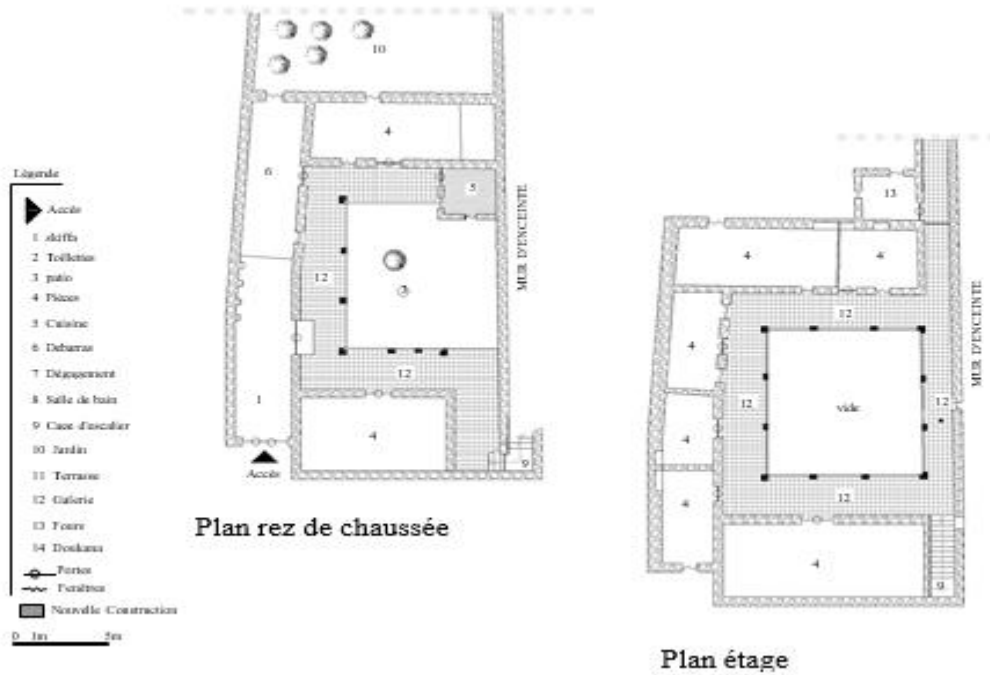 Légende
Accès
1 skiffa
2 Toillettes
3 patio
4 Pièces
5 Cuisine
6 Debarras
7 Dégagement
8 Salle de bain
9 Cage d'escalier
10 Jardin
11 Terrasse
12 Galerie
13 Foure
14 Doukana
Portes
Fenêtres
Nouvelle Construction
0 1m 5m
10
4
6
5
MUR D'ENCEINTE
12
3
12
1
4
9
Accès
Plan rez de chaussée
13
4
4
12
MUR D'ENCEINTE
4
12
vide
12
4
12
4
4
9
Plan étage